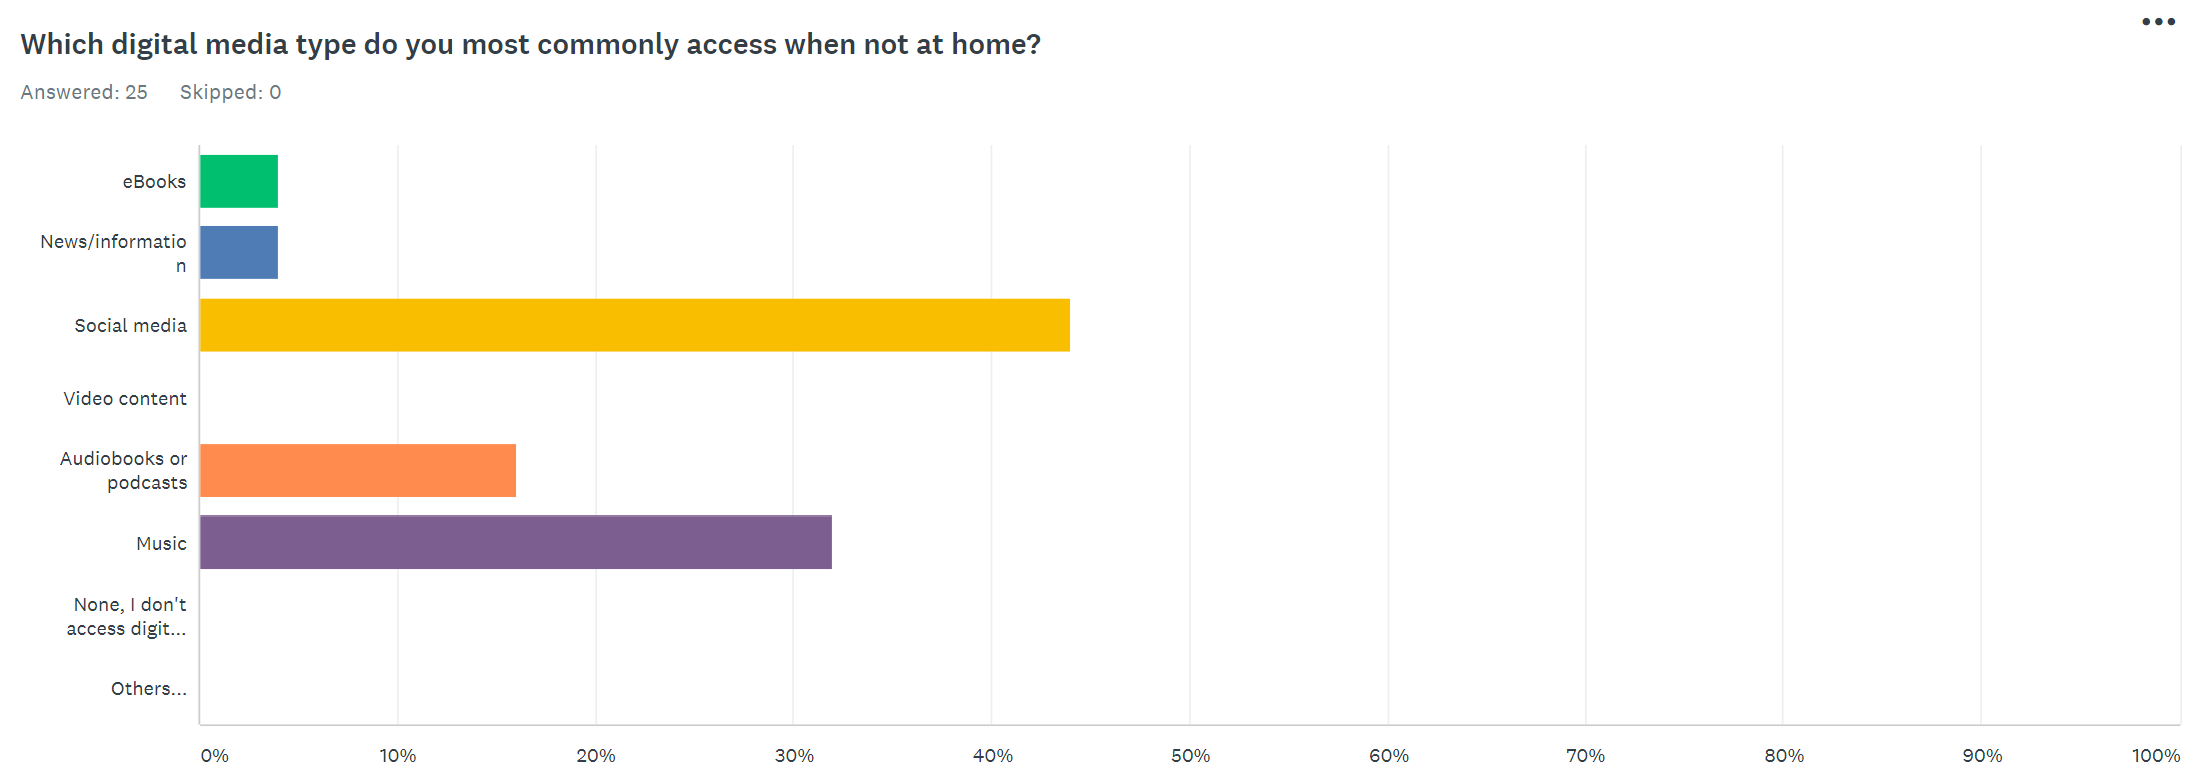 Which digital media type do you most commonly access when not at home?
Answered: 25 Skipped: 0
eBooks
News/informatio
n
Social media
Video content
Audiobooks or
podcasts
Music
None, I don't
access digit...
Others...
0% 10% 20% 30% 40% 50% 60% 70% 80% 90% 100%